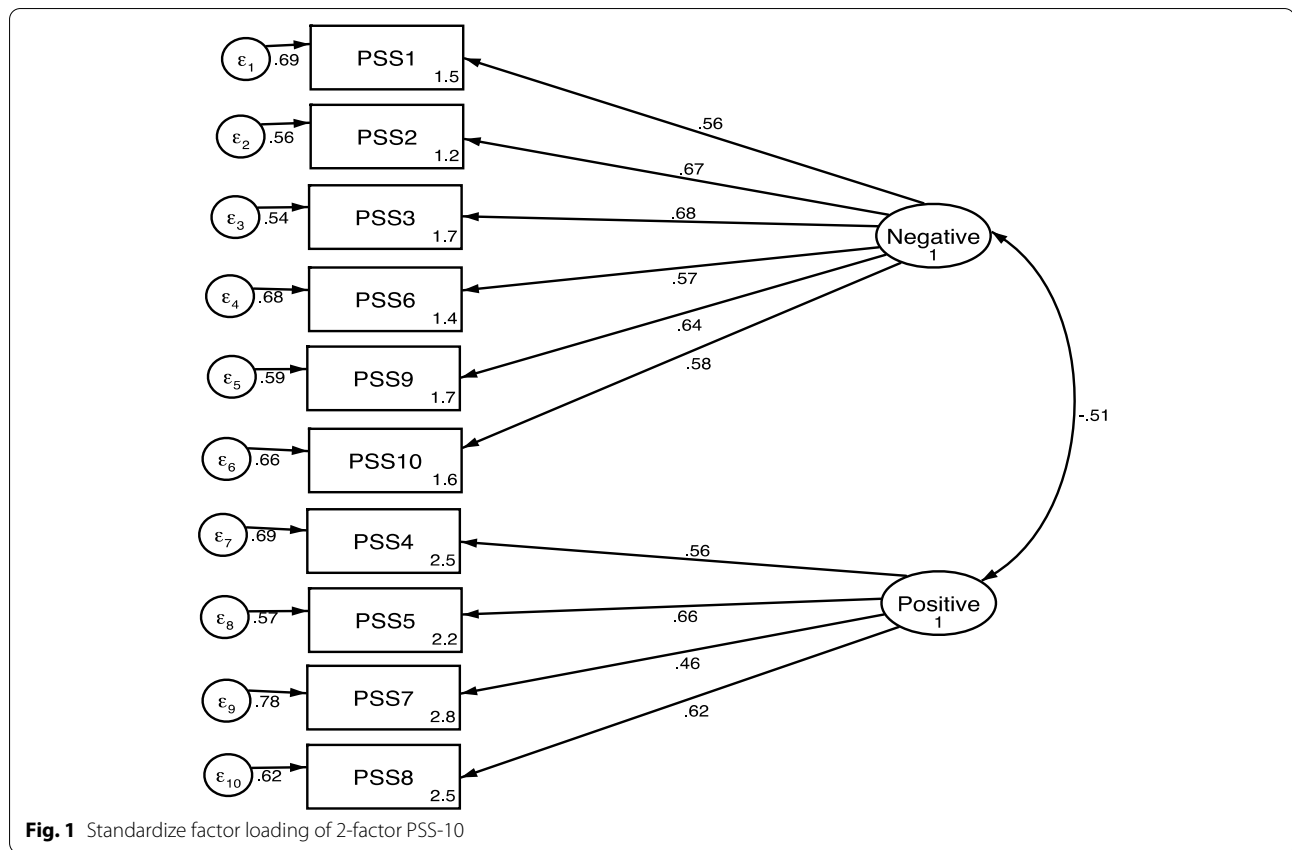 ε1 .69 PSS1 1.5
.56
ε2 .56 PSS2 1.2
.67
ε3 .54 PSS3 1.7
.68
Negative
1
ε4 .68 PSS6 1.4
.57
ε5 .59 PSS9 1.7
.64
ε6 .66 PSS10 1.6
.58
-.51
ε7 .69 PSS4 2.5
.56
ε8 .57 PSS5 2.2
.66
Positive
1
ε9 .78 PSS7 2.8
.46
ε10 .62 PSS8 2.5
.62
Fig. 1 Standardize factor loading of 2-factor PSS-10